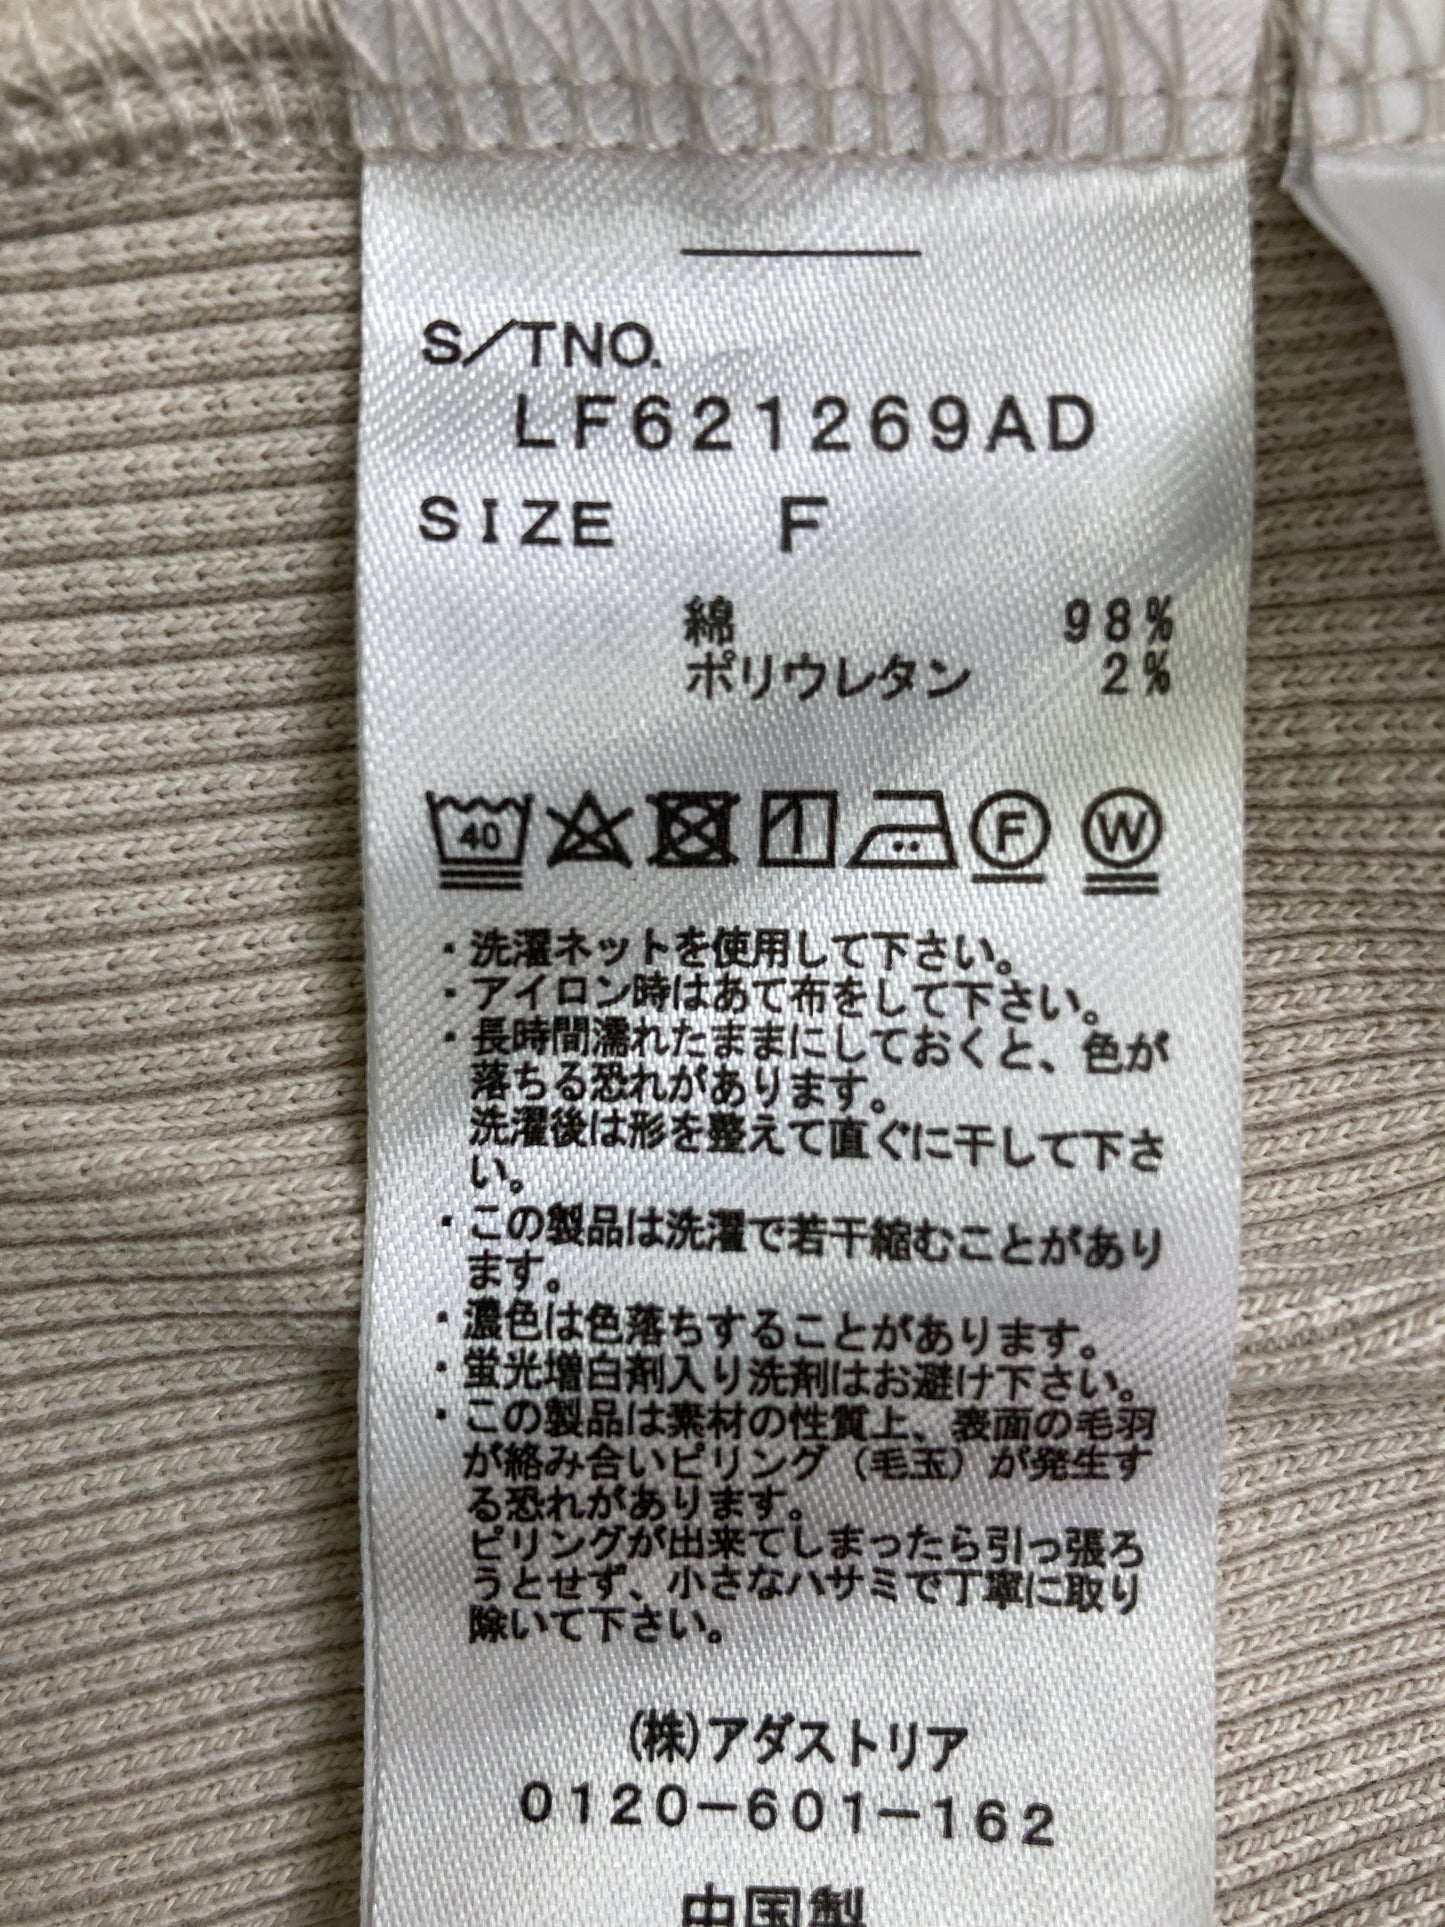 S/TNO.
LF621269AD
SIZE F
綿 98%
ポリウレタン 2%
40 F W
・洗濯ネットを使用して下さい。
・アイロン時はあて布をして下さい。
・長時間濡れたままにしておくと、色が
落ちる恐れがあります。
洗濯後は形を整えて直ぐに干して下さ
い。
・この製品は洗濯で若干縮むことがあり
ます。
・濃色は色落ちすることがあります。
・蛍光増白剤入り洗剤はお避け下さい。
・この製品は素材の性質上、表面の毛羽
が絡み合いピリング（毛玉）が発生す
る恐れがあります。
ピリングが出来てしまったら引っ張ろ
うとせず、小さなハサミで丁寧に取り
除いて下さい。
(株)アダストリア
0120-601-162
中国製